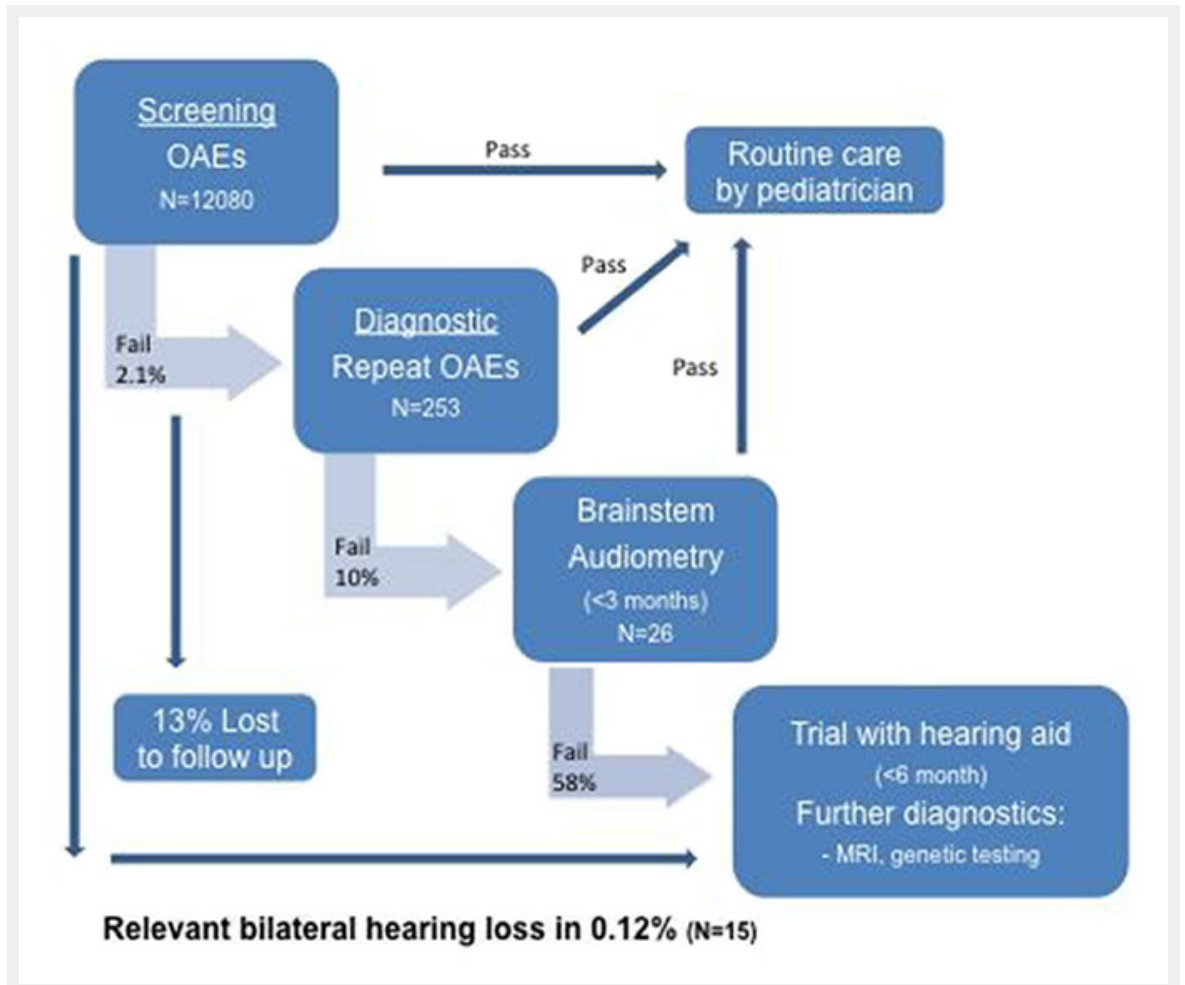 Screening
OAEs
N=12080
Pass
Routine care
by pediatrician
Fail
2.1%
Diagnostic
Repeat OAEs
N=253
Pass
Pass
Fail
10%
Brainstem
Audiometry
(<3 months)
N=26
13% Lost
to follow up
Fail
58%
Trial with hearing aid
(<6 month)
Further diagnostics:
- MRI, genetic testing
Relevant bilateral hearing loss in 0.12% (N=15)